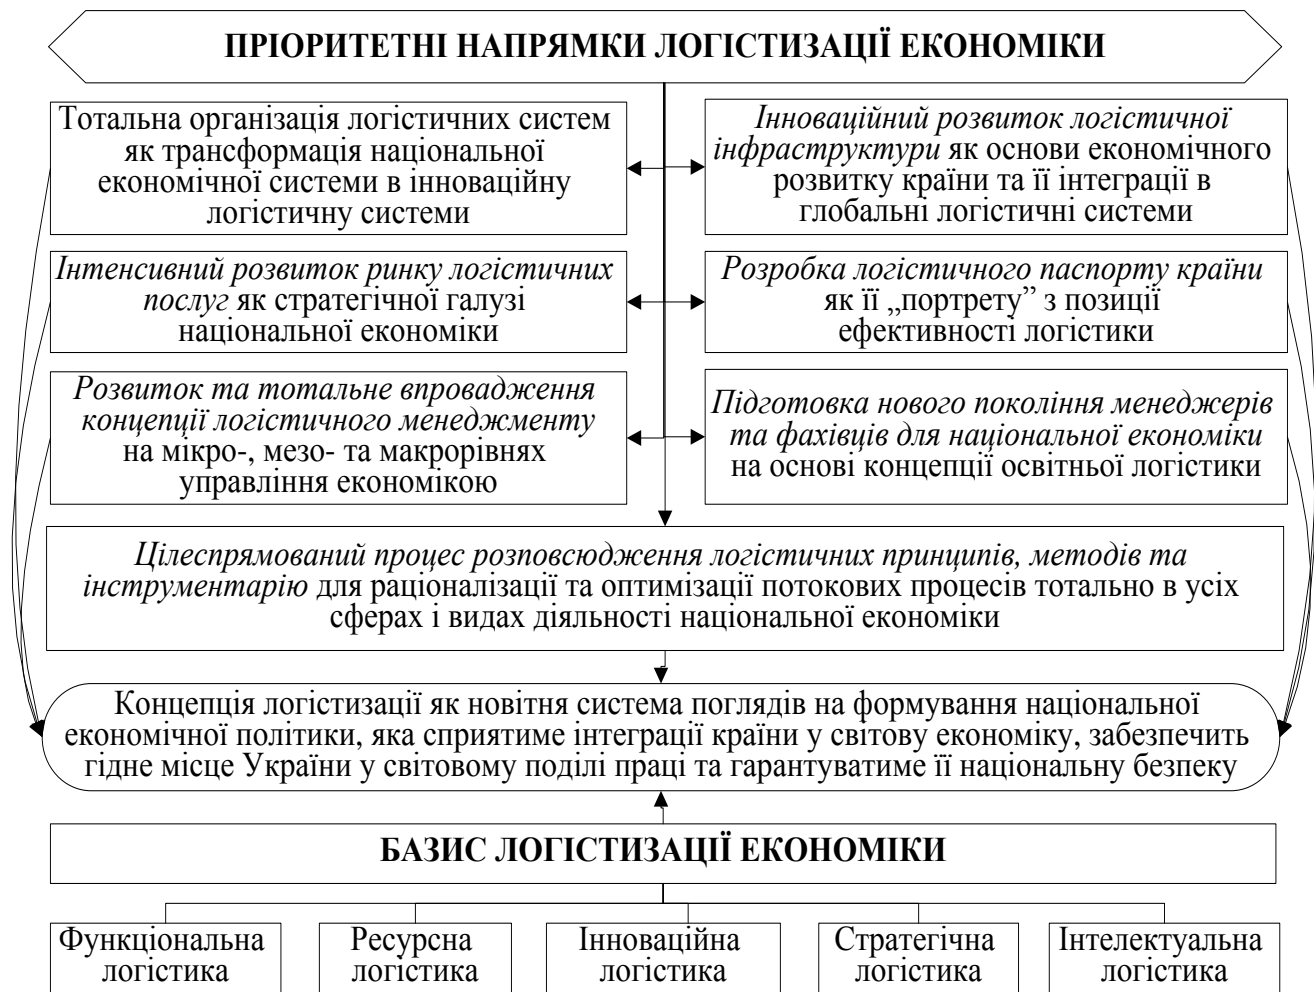 ПРІОРИТЕТНІ НАПРЯМКИ ЛОГІСТИЗАЦІЇ ЕКОНОМІКИ
Тотальна організація логістичних систем
як трансформація національної
економічної системи в інноваційну
логістичну системи
Інноваційний розвиток логістичної
інфраструктури як основи економічного
розвитку країни та її інтеграції в
глобальні логістичні системи
Інтенсивний розвиток ринку логістичних
послуг як стратегічної галузі
національної економіки
Розробка логістичного паспорту країни
як її „портрету” з позиції
ефективності логістики
Розвиток та тотальне впровадження
концепції логістичного менеджменту
на мікро-, мезо- та макрорівнях
управління економікою
Підготовка нового покоління менеджерів
та фахівців для національної економіки
на основі концепції освітньої логістики
Цілеспрямований процес розповсюдження логістичних принципів, методів та
інструментарію для раціоналізації та оптимізації потокових процесів тотально в усіх
сферах і видах діяльності національної економіки
Концепція логістизації як новітня система поглядів на формування національної
економічної політики, яка сприятиме інтеграції країни у світову економіку, забезпечить
гідне місце України у світовому поділі праці та гарантуватиме її національну безпеку
БАЗИС ЛОГІСТИЗАЦІЇ ЕКОНОМІКИ
Функціональна
логістика
Ресурсна
логістика
Інноваційна
логістика
Стратегічна
логістика
Інтелектуальна
логістика